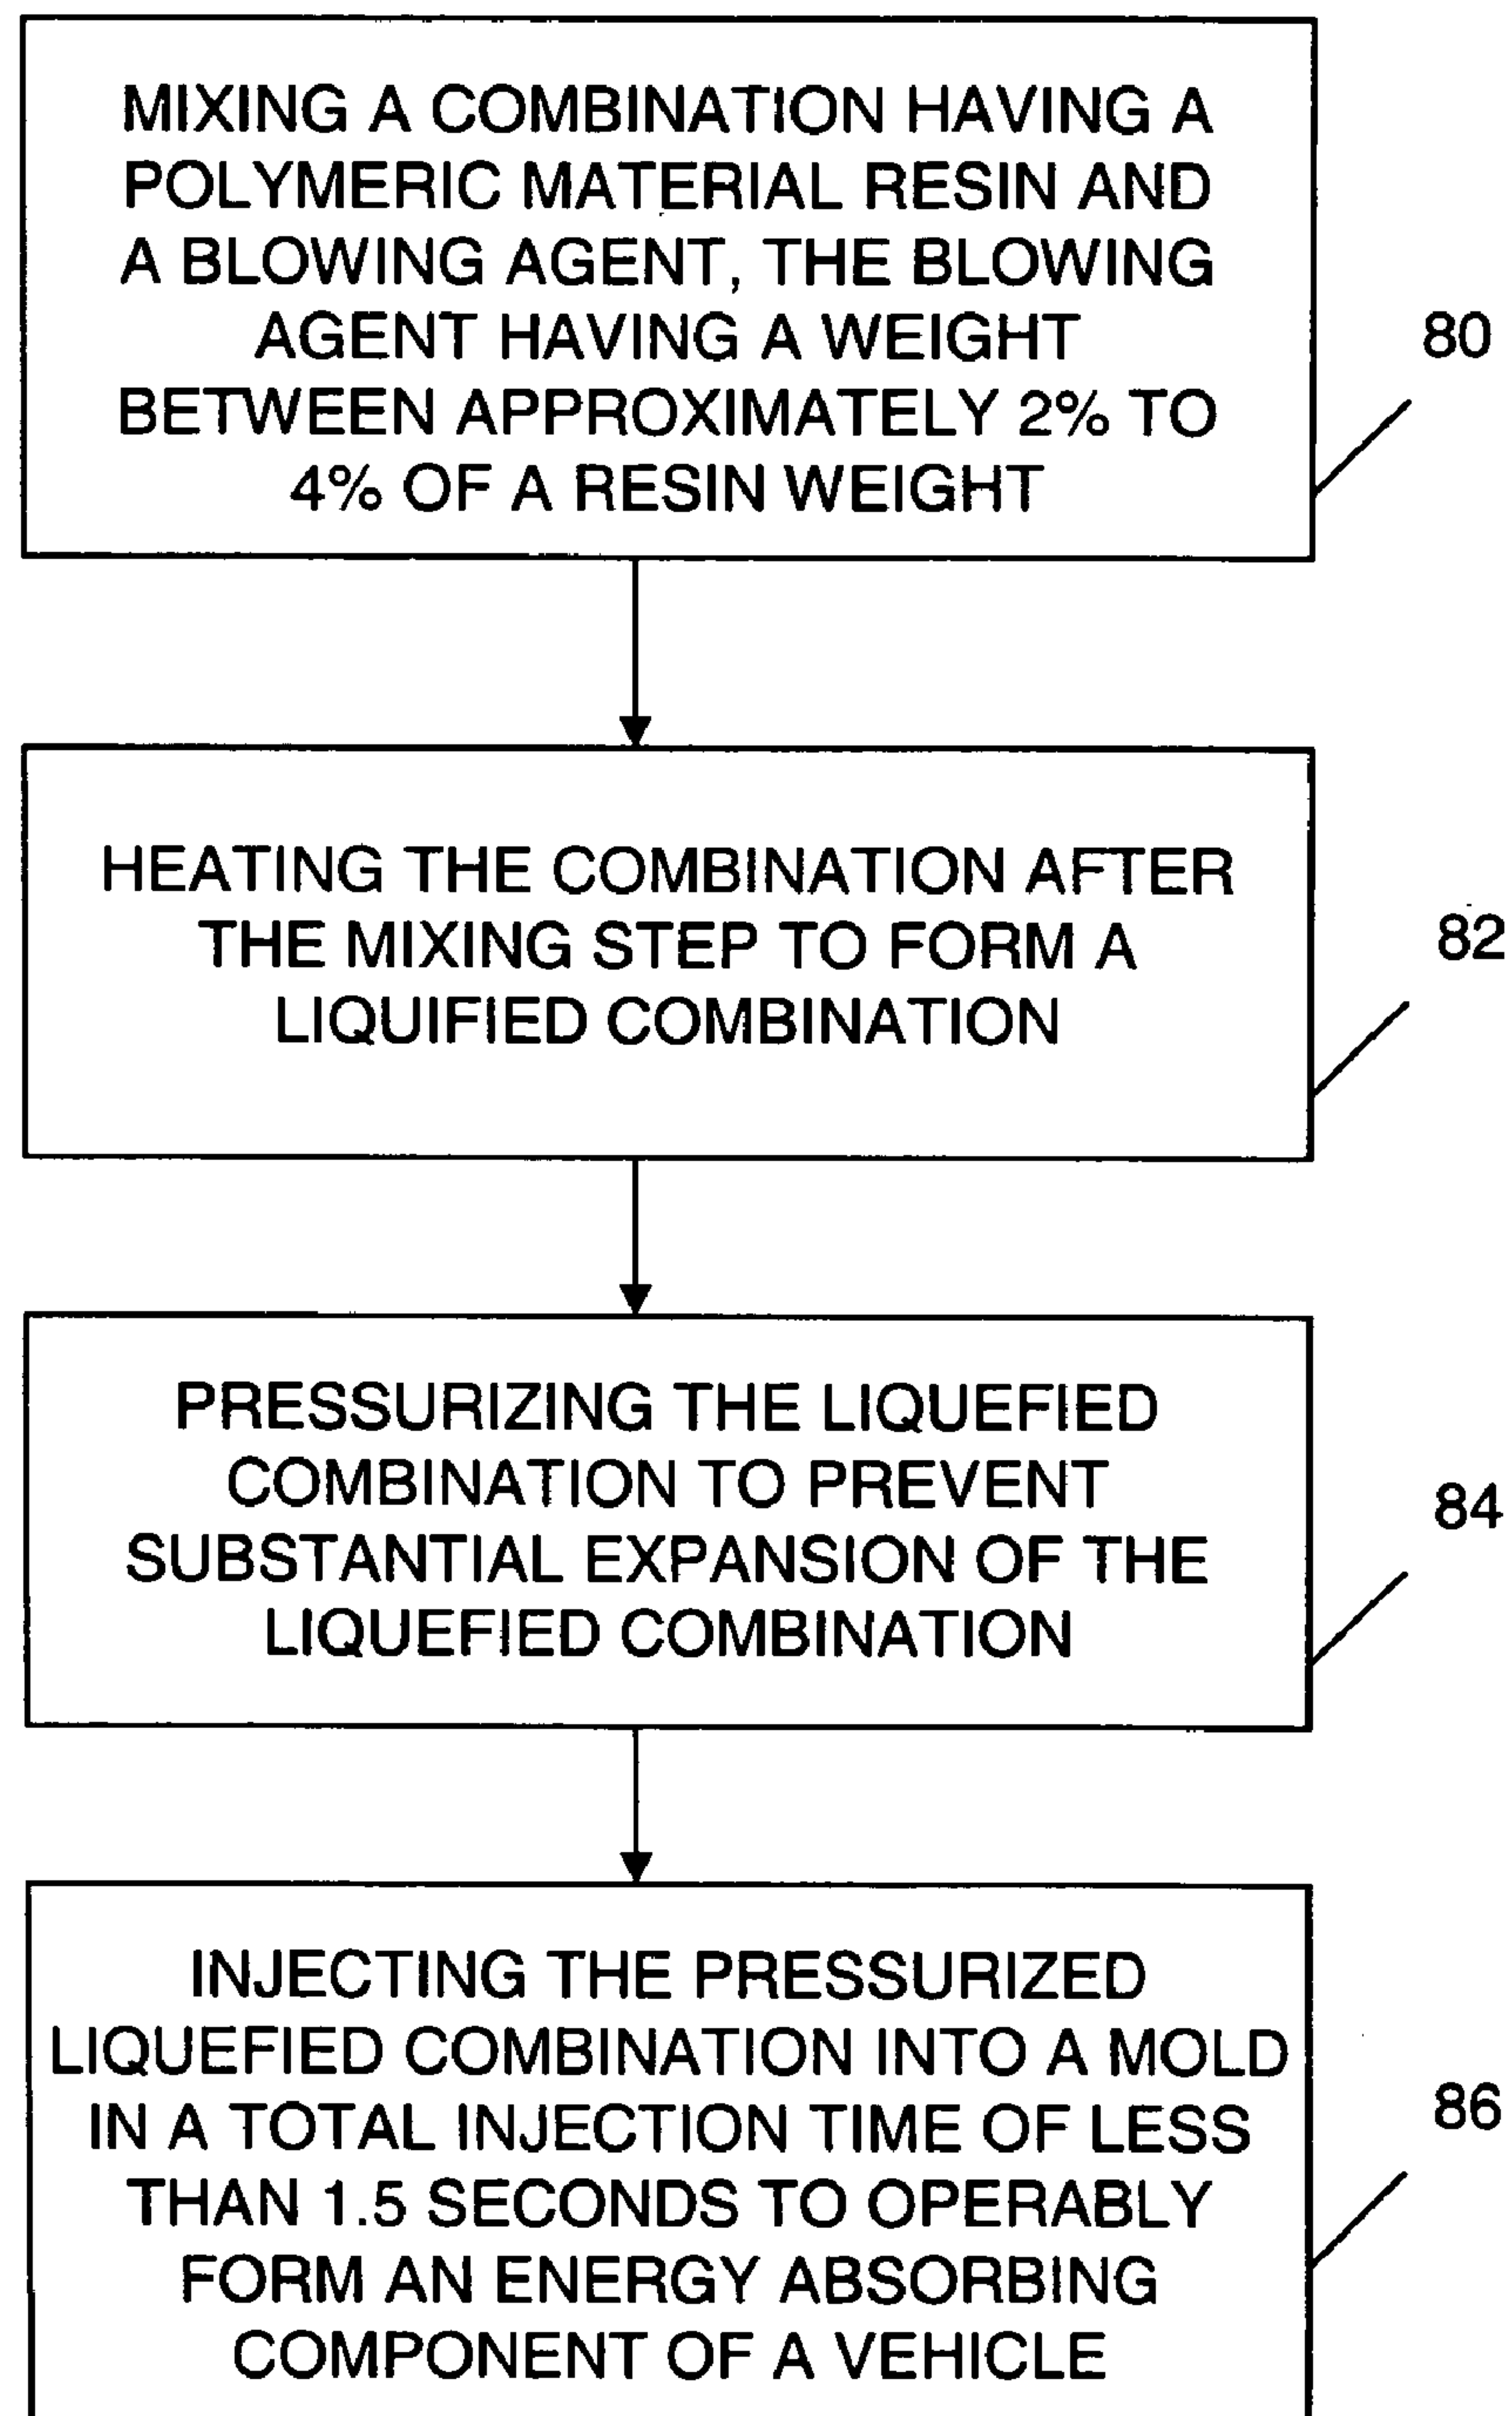 MIXING A COMBINATION HAVING A
POLYMERIC MATERIAL RESIN AND
A BLOWING AGENT, THE BLOWING
AGENT HAVING A WEIGHT
BETWEEN APPROXIMATELY 2% TO
4% OF A RESIN WEIGHT
80
HEATING THE COMBINATION AFTER
THE MIXING STEP TO FORM A
LIQUIFIED COMBINATION
82
PRESSURIZING THE LIQUEFIED
COMBINATION TO PREVENT
SUBSTANTIAL EXPANSION OF THE
LIQUEFIED COMBINATION
84
INJECTING THE PRESSURIZED
LIQUEFIED COMBINATION INTO A MOLD
IN A TOTAL INJECTION TIME OF LESS
THAN 1.5 SECONDS TO OPERABLY
FORM AN ENERGY ABSORBING
COMPONENT OF A VEHICLE
86